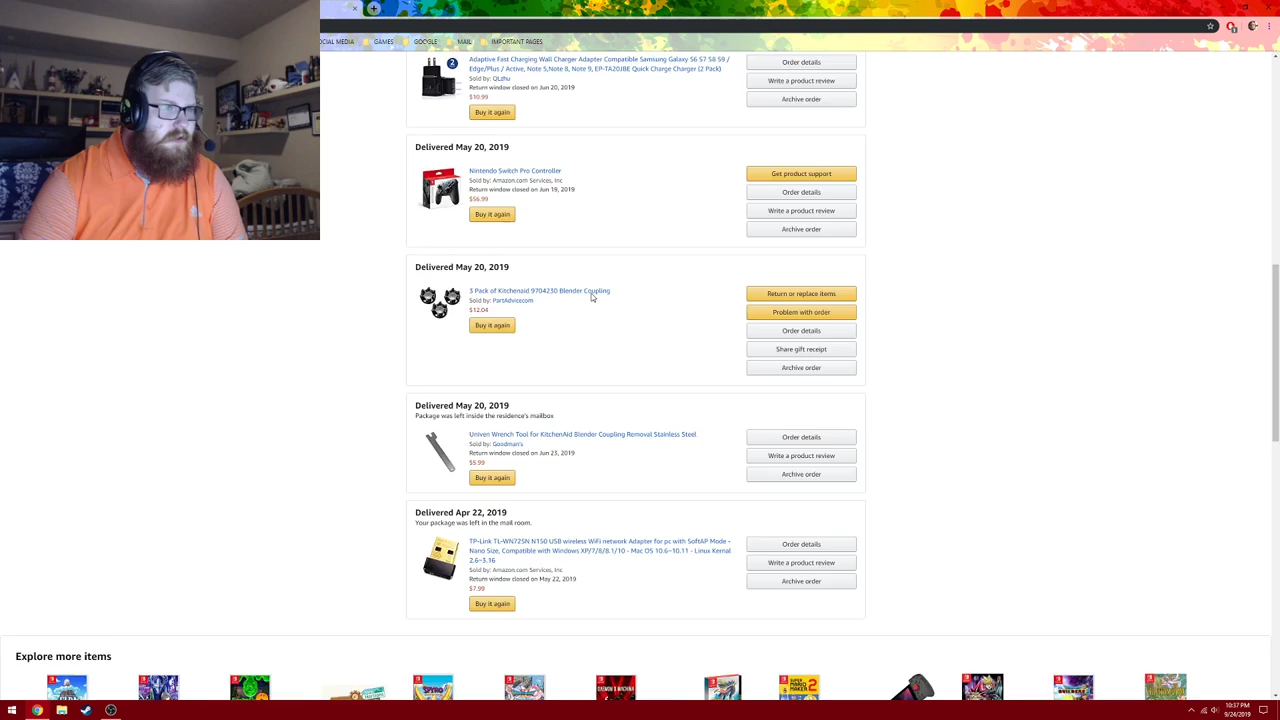 OCIAL MEDIA GAMES GOOGLE MAIL IMPORTANT PAGES
2
Adaptive Fast Charging Wall Charger Adapter Compatible Samsung Galaxy S6 S7 S8 S9 /
Edge/Plus / Active, Note 5,Note 8, Note 9, EP-TA20JBE Quick Charge Charger (2 Pack)
Sold by: QLzhu
Return window closed on Jun 20, 2019
$10.99
Buy it again
Order details
Write a product review
Archive order
Delivered May 20, 2019
Nintendo Switch Pro Controller
Sold by: Amazon.com Services, Inc
Return window closed on Jun 19, 2019
$56.99
Buy it again
Get product support
Order details
Write a product review
Archive order
Delivered May 20, 2019
3 Pack of Kitchenaid 9704230 Blender Coupling
Sold by: PartAdvice.com
$12.04
Buy it again
Return or replace items
Problem with order
Order details
Share gift receipt
Archive order
Delivered May 20, 2019
Package was left inside the residence's mailbox
Univen Wrench Tool for KitchenAid Blender Coupling Removal Stainless Steel
Sold by: Goodman's
Return window closed on Jun 23, 2019
$5.99
Buy it again
Order details
Write a product review
Archive order
Delivered Apr 22, 2019
Your package was left in the mail room.
TP-Link TL-WN725N N150 USB wireless WiFi network Adapter for pc with SoftAP Mode -
Nano Size, Compatible with Windows XP/7/8/8.1/10 - Mac OS 10.6~10.11 - Linux Kernal
2.6~3.16
Sold by: Amazon.com Services, Inc
Return window closed on May 22, 2019
$7.99
Buy it again
Order details
Write a product review
Archive order
Explore more items
SPYRO
DAEMON X MACHINA
SUPER MARIO MAKER 2
BUILDERS
10:37 PM
9/24/2019